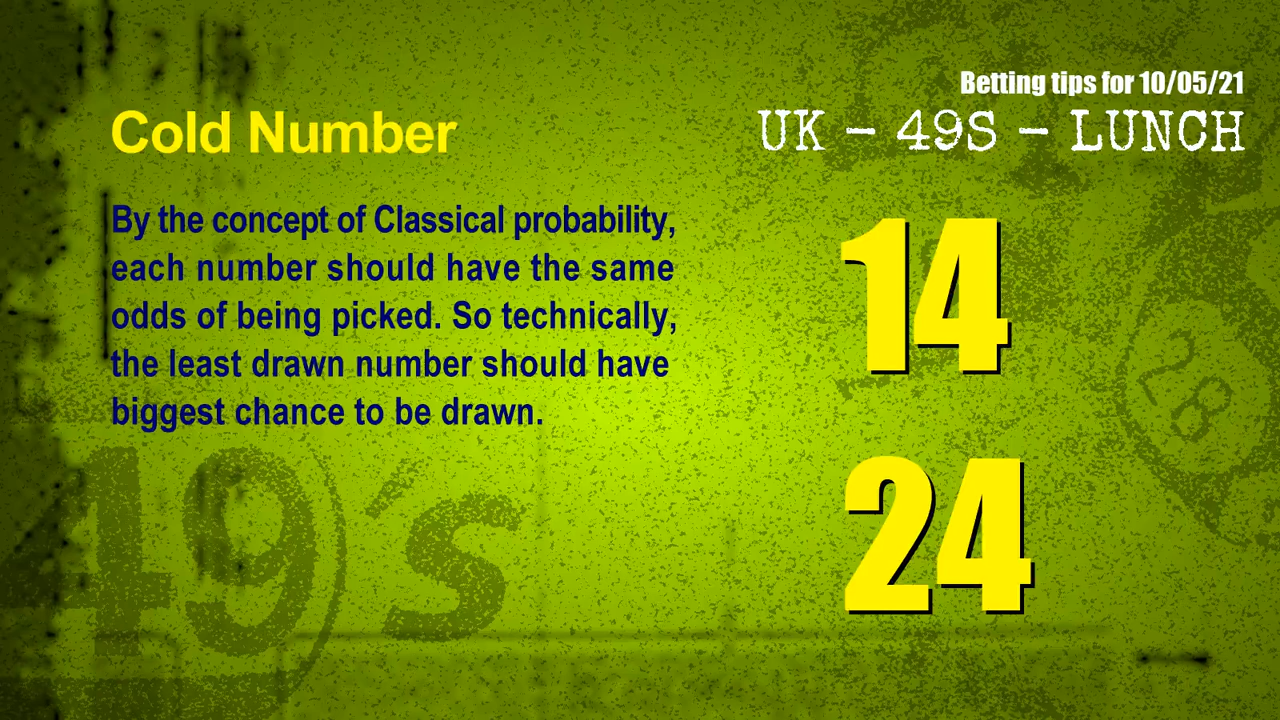 Betting tips for 10/05/21
UK - 49S - LUNCH
Cold Number
By the concept of Classical probability,
each number should have the same
odds of being picked. So technically,
the least drawn number should have
biggest chance to be drawn.
14
24
28
49's